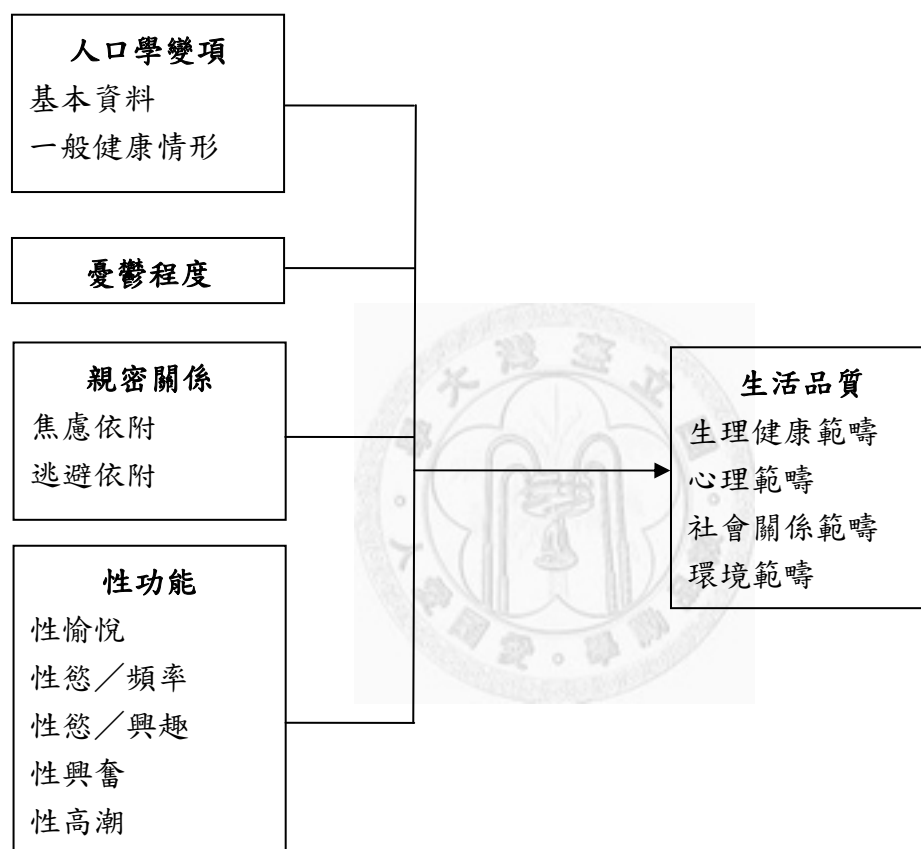 人口學變項
基本資料
一般健康情形
憂鬱程度
親密關係
焦慮依附
逃避依附
性功能
性愉悅
性慾／頻率
性慾／興趣
性興奮
性高潮
生活品質
生理健康範疇
心理範疇
社會關係範疇
環境範疇